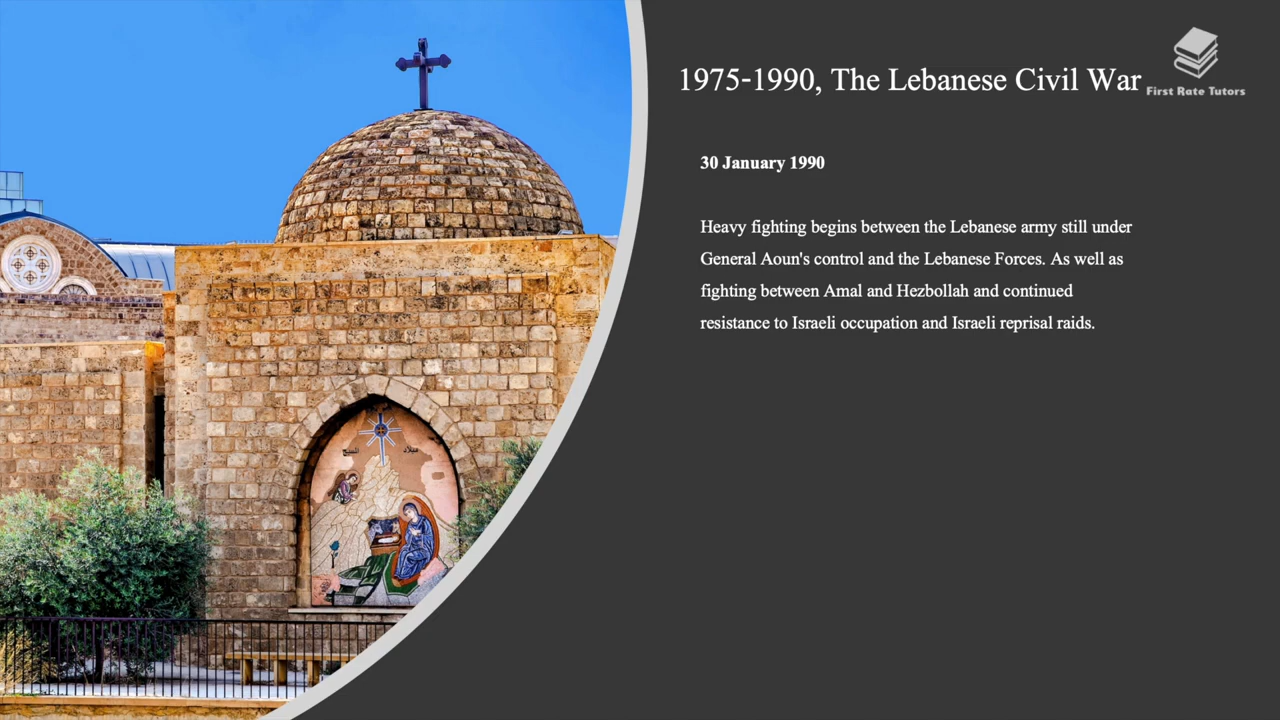 1975-1990, The Lebanese Civil War
First Rate Tutors
30 January 1990
Heavy fighting begins between the Lebanese army still under
General Aoun's control and the Lebanese Forces. As well as
fighting between Amal and Hezbollah and continued
resistance to Israeli occupation and Israeli reprisal raids.
ميلاد المسيح